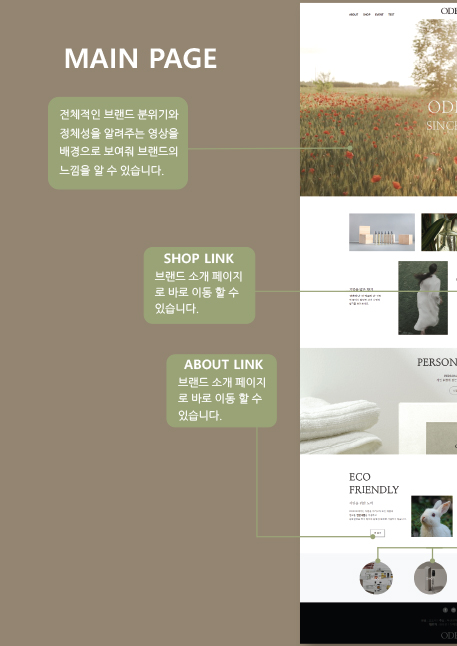 MAIN PAGE
전체적인 브랜드 분위기와
정체성을 알려주는 영상을
배경으로 보여줘 브랜드의
느낌을 알 수 있습니다.
SHOP LINK
브랜드 소개 페이지
로 바로 이동 할 수
있습니다.
ABOUT LINK
브랜드 소개 페이지
로 바로 이동 할 수
있습니다.
ABOUT SHOP EVENT TEST
ODE
ODE
SINCE
PERSON
ECO
FRIENDLY
ODE